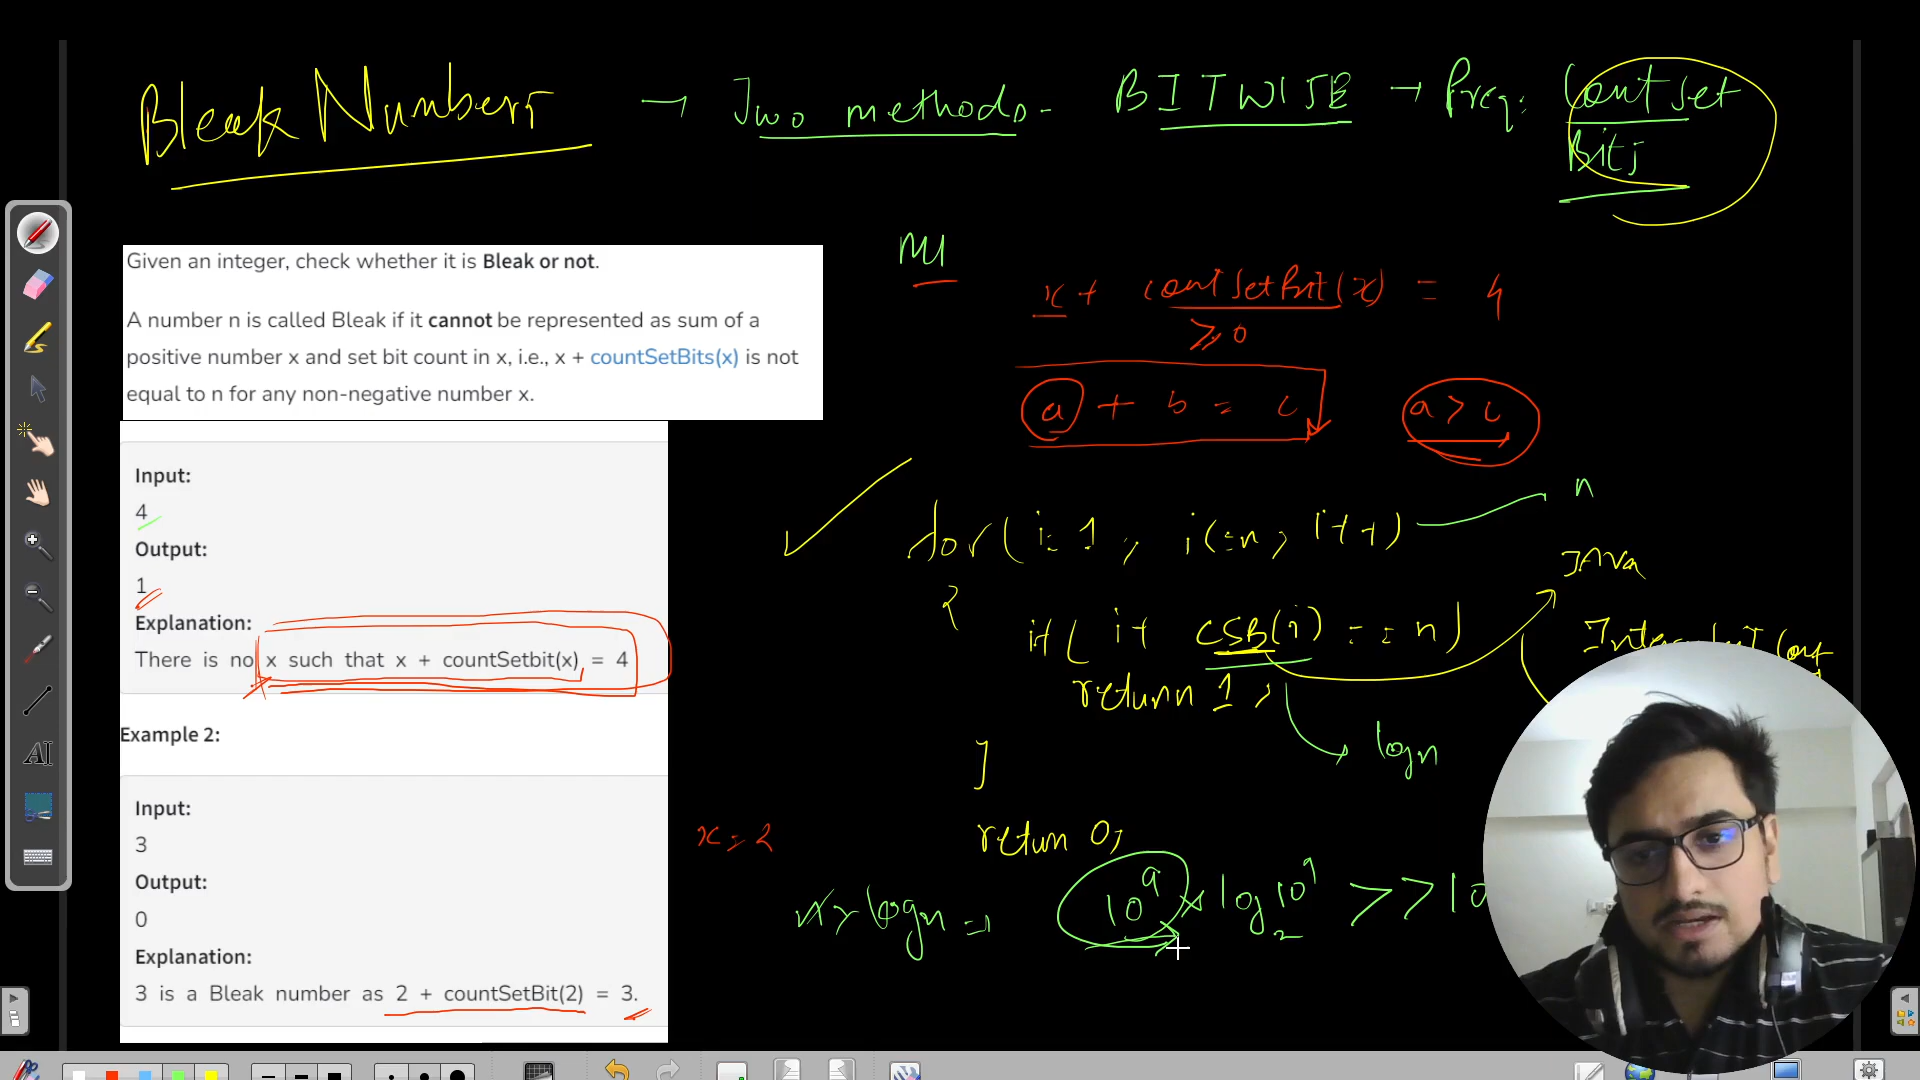 Bleak Numbers → Two methods - BITWISE → Preq: Count Set
Bits
Given an integer, check whether it is Bleak or not.
A number n is called Bleak if it cannot be represented as sum of a
positive number x and set bit count in x, i.e., x + countSetBits(x) is not
equal to n for any non-negative number x.
Input:
4
Output:
1
Explanation:
There is no x such that x + countSetbit(x) = 4
Example 2:
Input:
3
Output:
0
Explanation:
3 is a Bleak number as 2 + countSetBit(2) = 3.
x = 2
M1
x + countSetBit(x) = 4
≥ 0
a + b = c
a > c
for( i = 1 ; i <= n ; i++)
n
{
JAVA
if( i + CSB(i) == n)
return 1;
log n
}
return 0;
n × log n =
10^9 × log_2 10^9 >> 10
AI